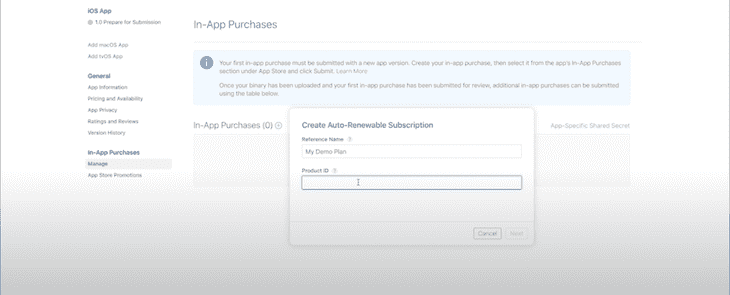 iOS App
1.0 Prepare for Submission
Add macOS App
Add tvOS App
General
App Information
Pricing and Availability
App Privacy
Ratings and Reviews
Version History
In-App Purchases
Manage
App Store Promotions
In-App Purchases
Your first in-app purchase must be submitted with a new app version. Create your in-app purchase, then select it from the app's In-App Purchases
section under App Store and click Submit. Learn More
Once your binary has been uploaded and your first in-app purchase has been submitted for review, additional in-app purchases can be submitted
using the table below.
In-App Purchases (0)
App-Specific Shared Secret
Create Auto-Renewable Subscription
Reference Name ?
My Demo Plan
Product ID ?
Cancel
Next